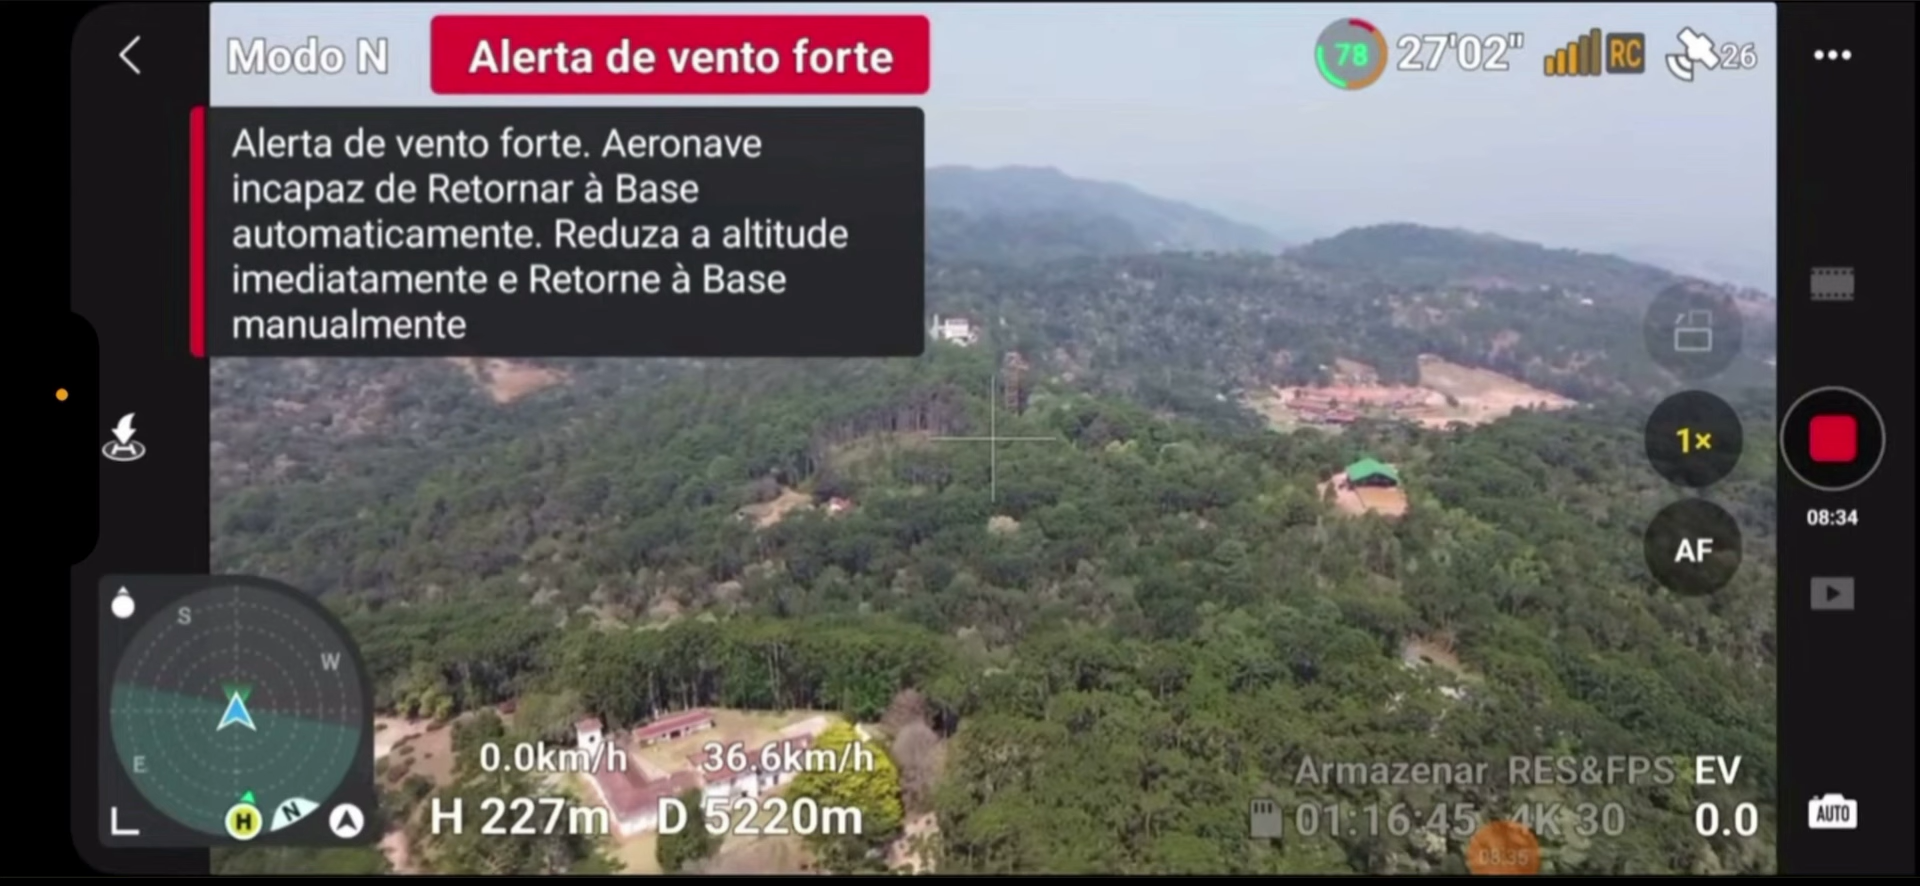 Modo N
Alerta de vento forte
78
27'02"
RC
26
Alerta de vento forte. Aeronave
incapaz de Retornar à Base
automaticamente. Reduza a altitude
imediatamente e Retorne à Base
manualmente
1×
AF
08:34
S
W
E
H
N
0.0km/h
36.6km/h
H 227m
D 5220m
Armazenar
RES&FPS
EV
01:16:45
4K 30
0.0
AUTO
08:35